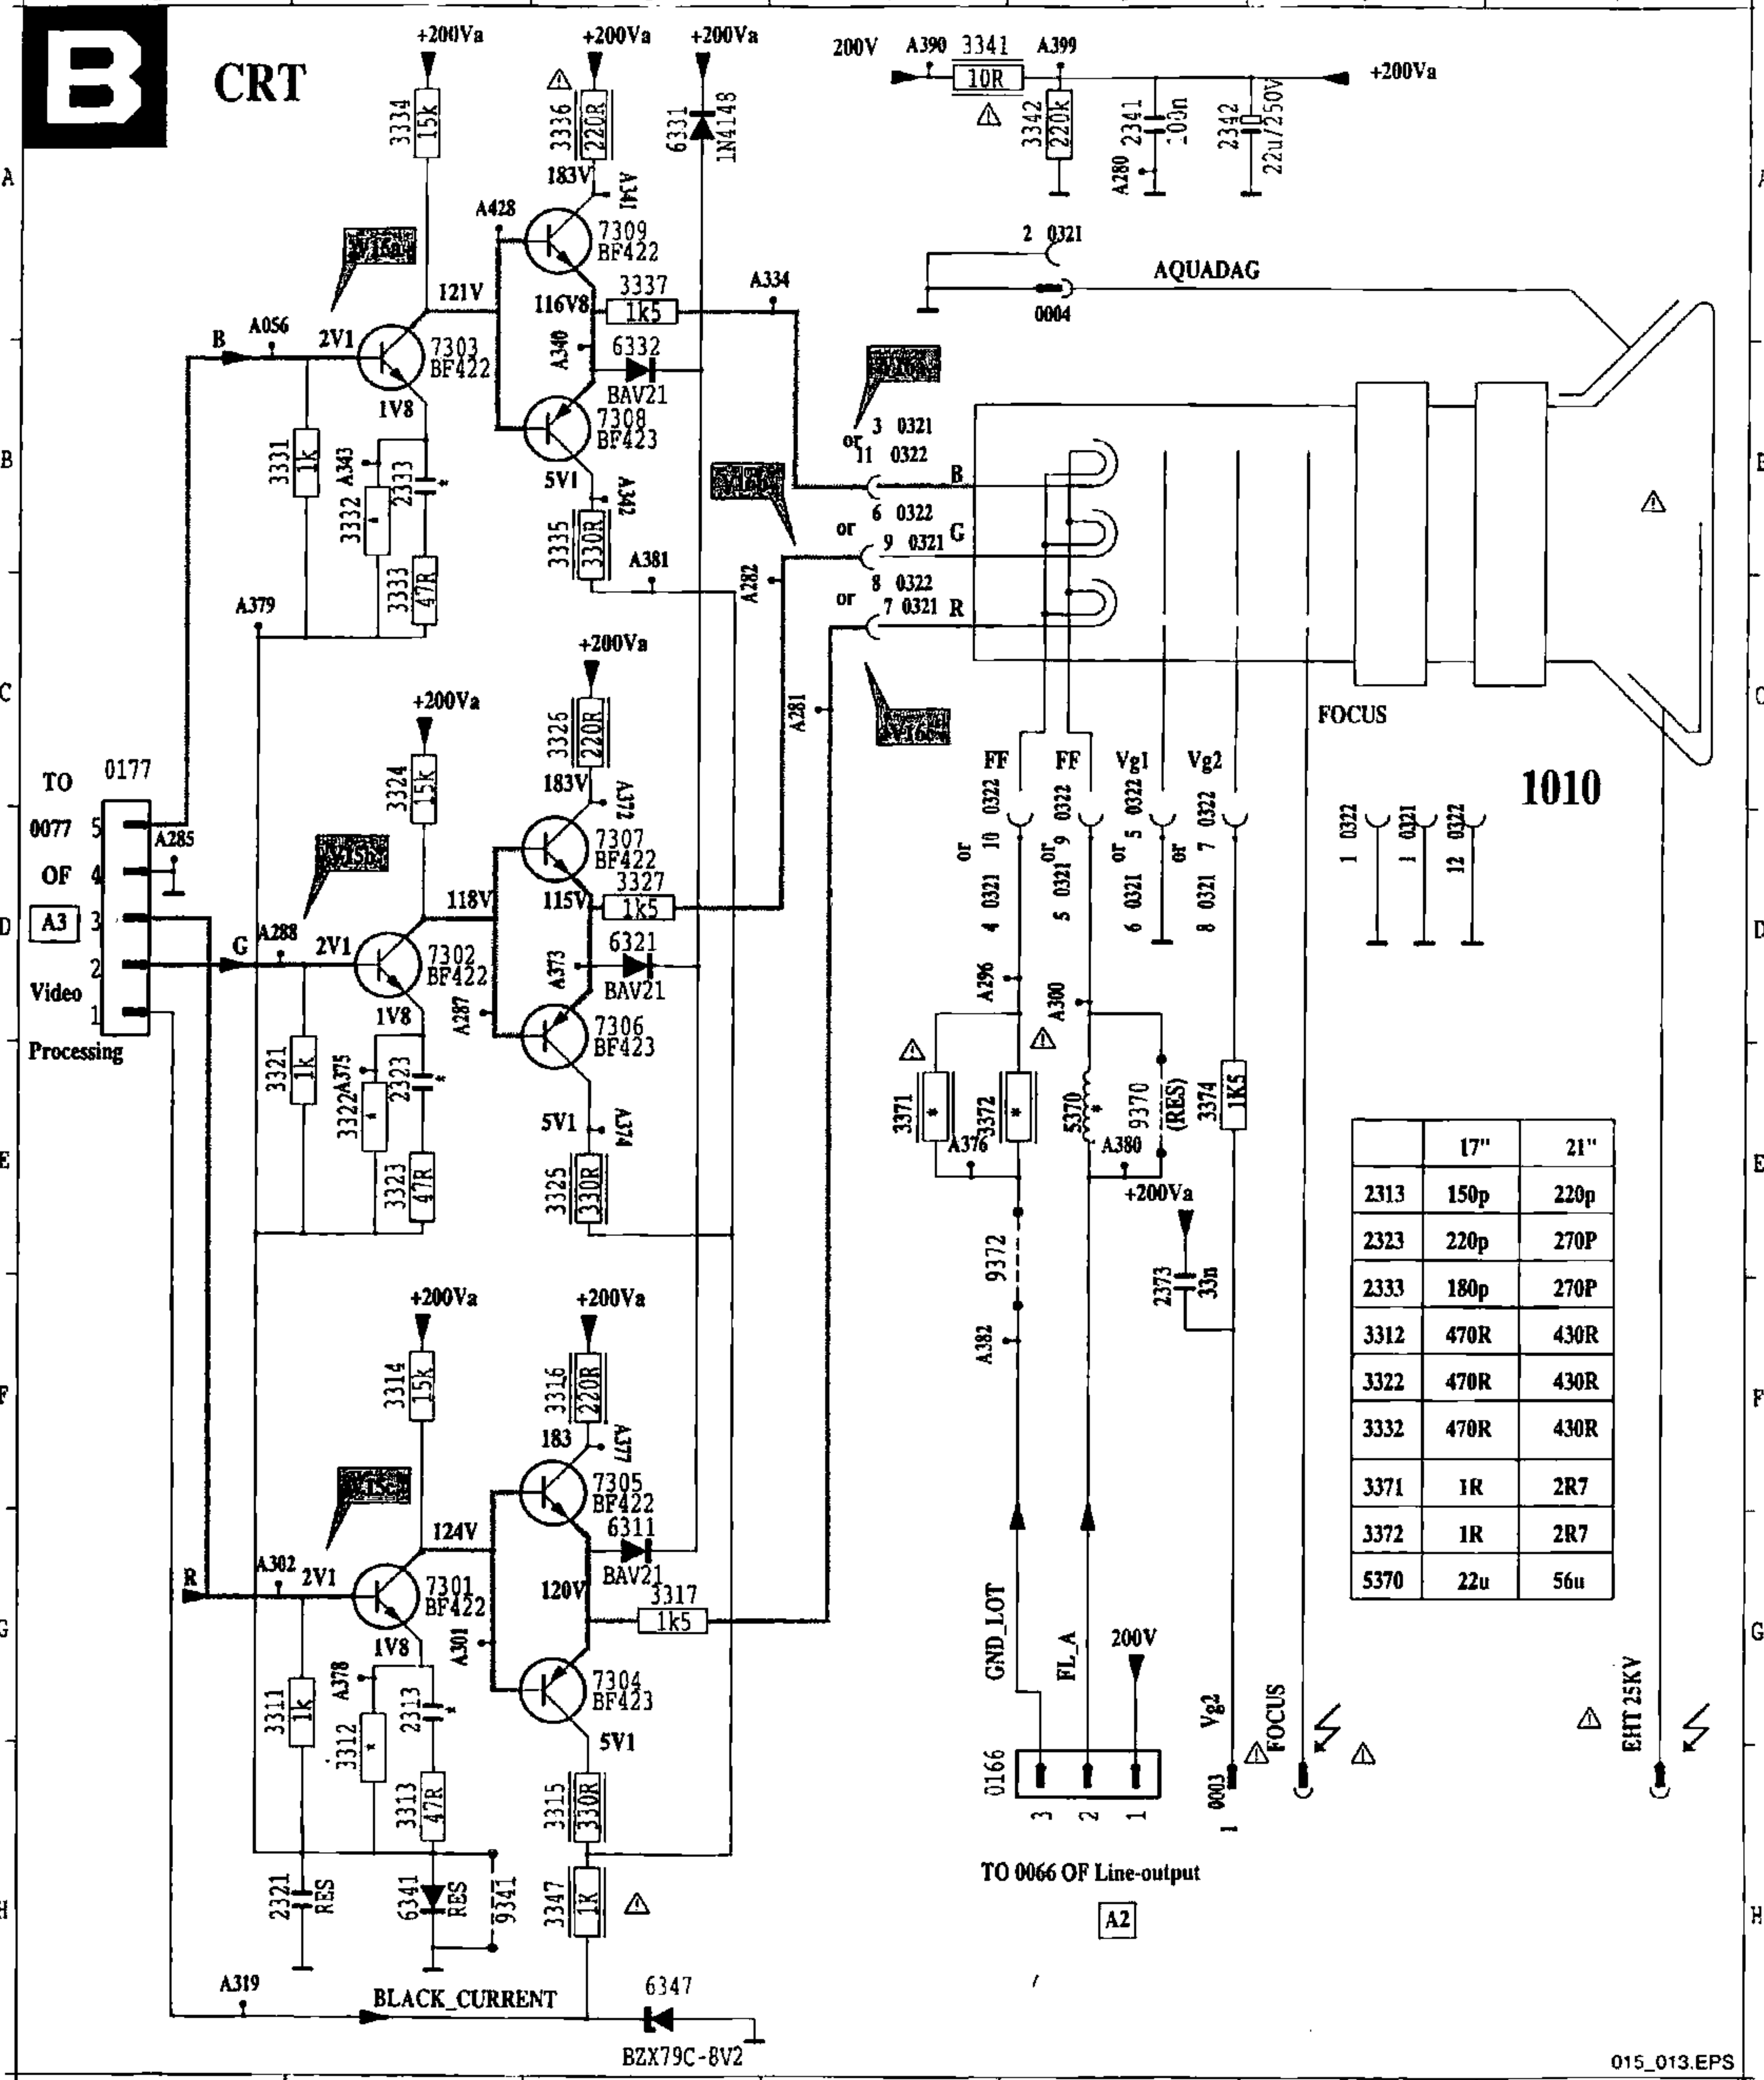 B
CRT
+200Va
+200Va
+200Va
200V
A390
3341
A399
10R
+200Va
3334
15k
3336
220R
6331
1N4148
3342
220k
2341
100n
2342
22u/250V
A280
183V
A341
A428
7309
BF422
2 0321
AQUADAG
0004
121V
116V8
3337
1k5
A334
B
A056
2V1
7303
BF422
1V8
A340
6332
BAV21
7308
BF423
3 0321
or
11 0322
B
3331
1k
A343
3332
2333
*
5V1
A342
3335
330R
A381
3333
47R
6 0322
or
9 0321
G
8 0322
or
7 0321
R
A379
A282
A281
+200Va
+200Va
3326
220R
183V
3324
15k
A372
FOCUS
FF
FF
Vg1
Vg2
1010
TO
0077
OF
A3
Video
Processing
0177
5
4
3
2
1
A285
G
A288
2V1
7302
BF422
1V8
118V
7307
BF422
115V
3327
1k5
A373
6321
BAV21
A287
7306
BF423
4 0321 or 10 0322
5 0321 or 9 0322
6 0321 or 5 0322
8 0321 or 7 0322
1 0322
1 0321
12 0322
A296
A300
3321
1k
3322
*
A375
2323
*
3323
47R
5V1
A374
3325
330R
3371
*
3372
*
A376
5370
*
9370
(RES)
A380
3374
1K5
+200Va
2373
33n
9372
A382
17" 21"
2313 150p 220p
2323 220p 270P
2333 180p 270P
3312 470R 430R
3322 470R 430R
3332 470R 430R
3371 1R 2R7
3372 1R 2R7
5370 22u 56u
+200Va
+200Va
3314
15k
3316
220R
183
A377
7305
BF422
124V
6311
BAV21
R
A302
2V1
7301
BF422
1V8
120V
3317
1k5
A301
7304
BF423
5V1
3311
1k
A378
3312
*
2313
*
3313
47R
3315
330R
GND_LOT
FL_A
200V
Vg2
FOCUS
EHT 25KV
0166
3
2
1
0003
1
2321
RES
6341
RES
9341
3347
1K
TO 0066 OF Line-output
A2
A319
BLACK_CURRENT
6347
BZX79C-8V2
A
B
C
D
E
F
G
H
015_013.EPS